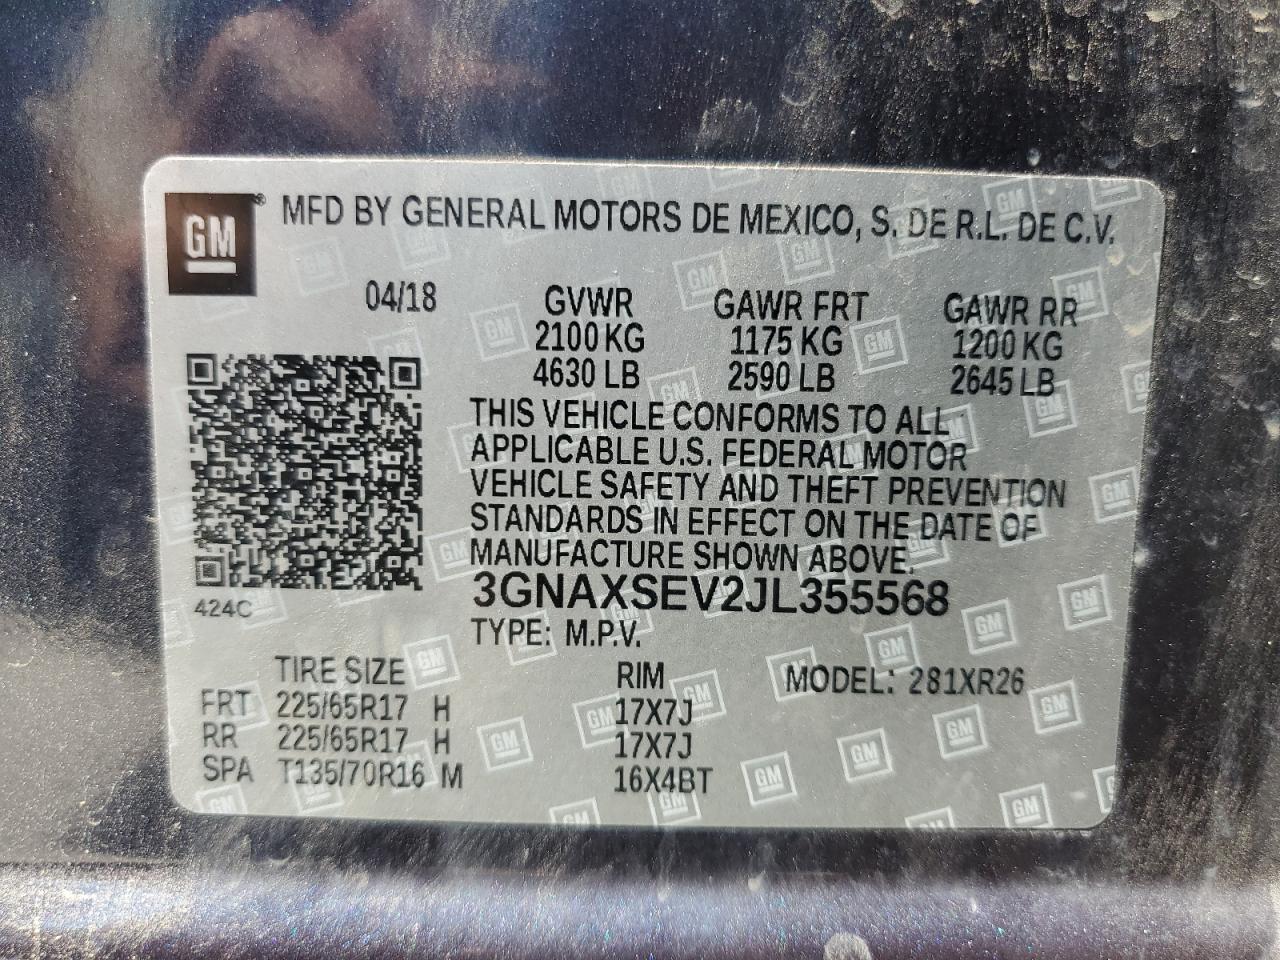 GM ® MFD BY GENERAL MOTORS DE MEXICO, S. DE R.L. DE C.V.
04/18 GVWR GAWR FRT GAWR RR
2100 KG 1175 KG 1200 KG
4630 LB 2590 LB 2645 LB
THIS VEHICLE CONFORMS TO ALL
APPLICABLE U.S. FEDERAL MOTOR
VEHICLE SAFETY AND THEFT PREVENTION
STANDARDS IN EFFECT ON THE DATE OF
MANUFACTURE SHOWN ABOVE.
3GNAXSEV2JL355568
424C
TYPE: M.P.V.
TIRE SIZE RIM MODEL: 281XR26
FRT 225/65R17 H 17X7J
RR 225/65R17 H 17X7J
SPA T135/70R16 M 16X4BT